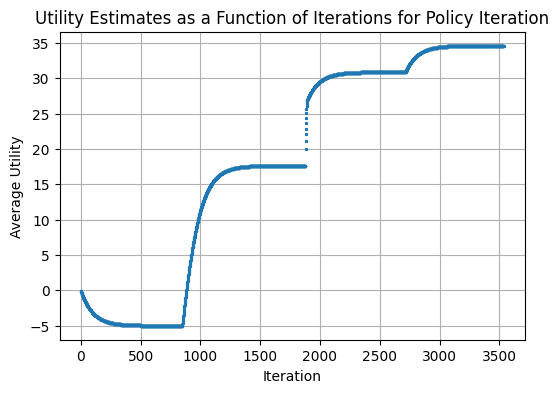 Utility Estimates as a Function of Iterations for Policy Iteration
Average Utility
35
30
25
20
15
10
5
0
−5
0 500 1000 1500 2000 2500 3000 3500
Iteration